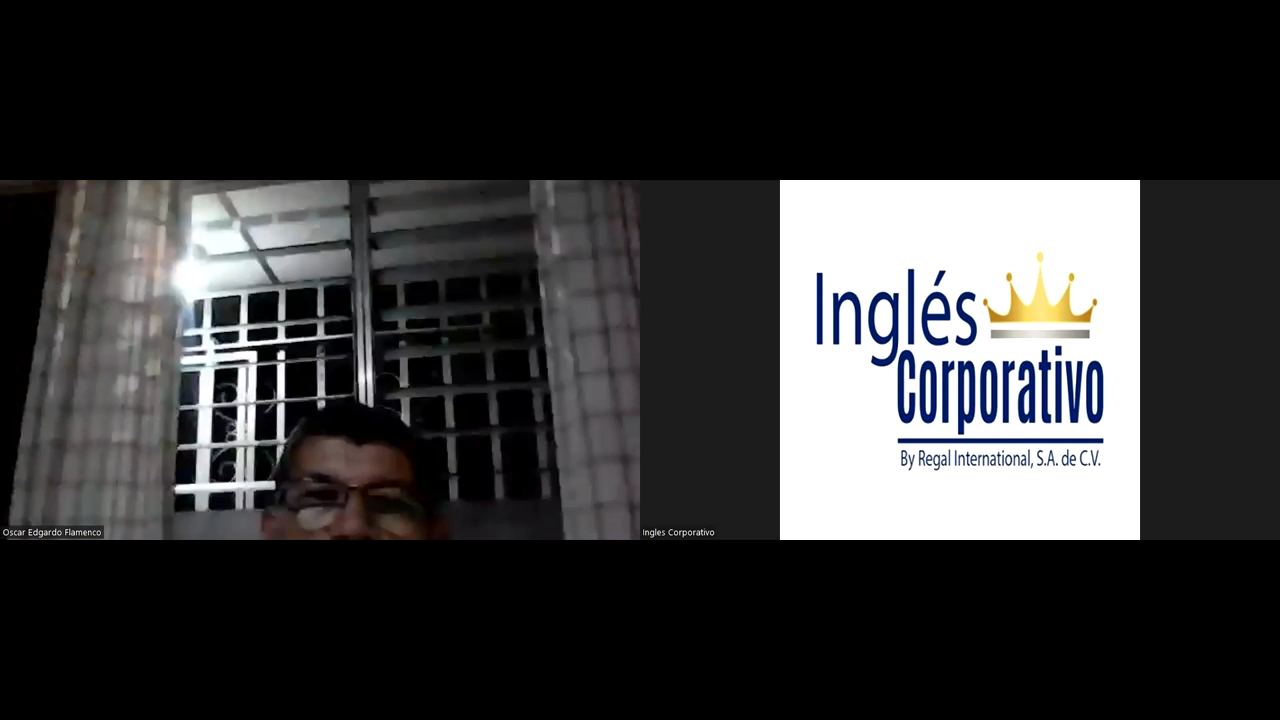 Inglés
Corporativo
By Regal International, S.A. de C.V.
Oscar Edgardo Flamenco
Ingles Corporativo